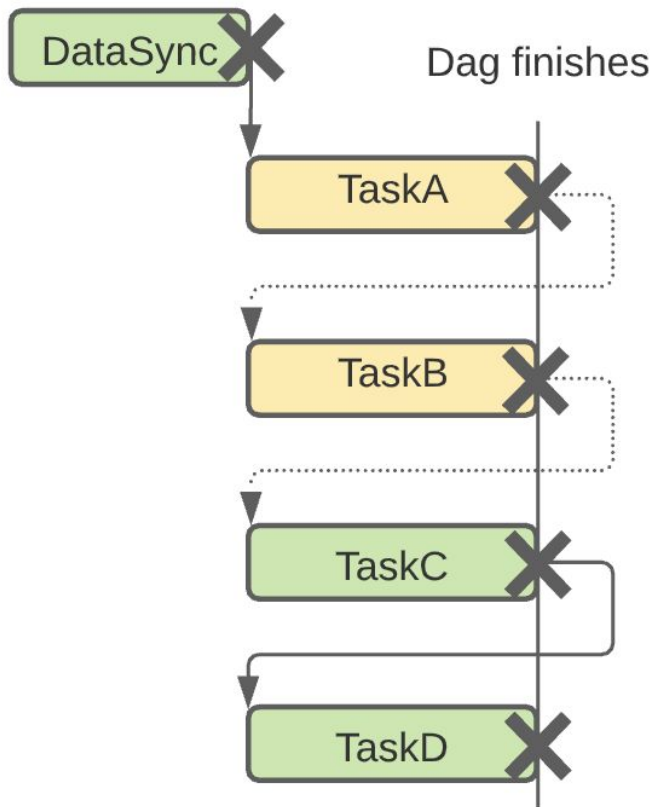 DataSync
Dag finishes
TaskA
TaskB
TaskC
TaskD